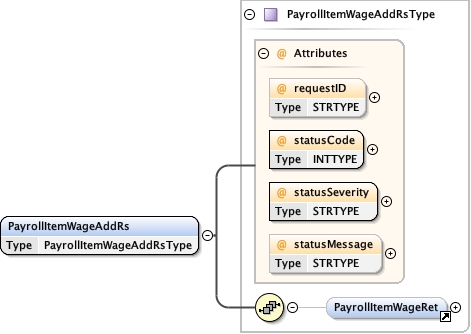 PayrollItemWageAddRsType
@ Attributes
@ requestID
Type STRTYPE
@ statusCode
Type INTTYPE
@ statusSeverity
Type STRTYPE
@ statusMessage
Type STRTYPE
PayrollItemWageAddRs
Type PayrollItemWageAddRsType
PayrollItemWageRet